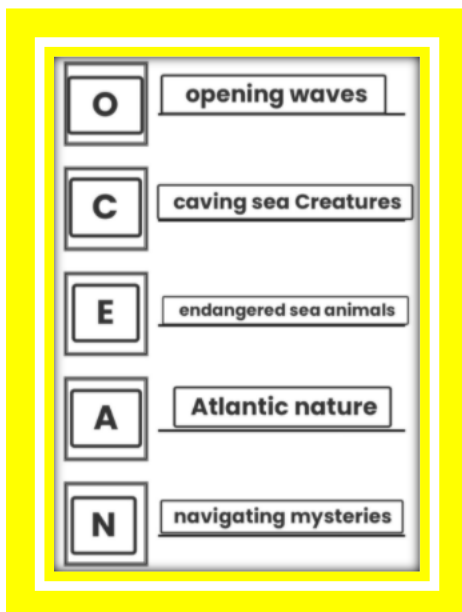 O opening waves
C caving sea Creatures
E endangered sea animals
A Atlantic nature
N navigating mysteries